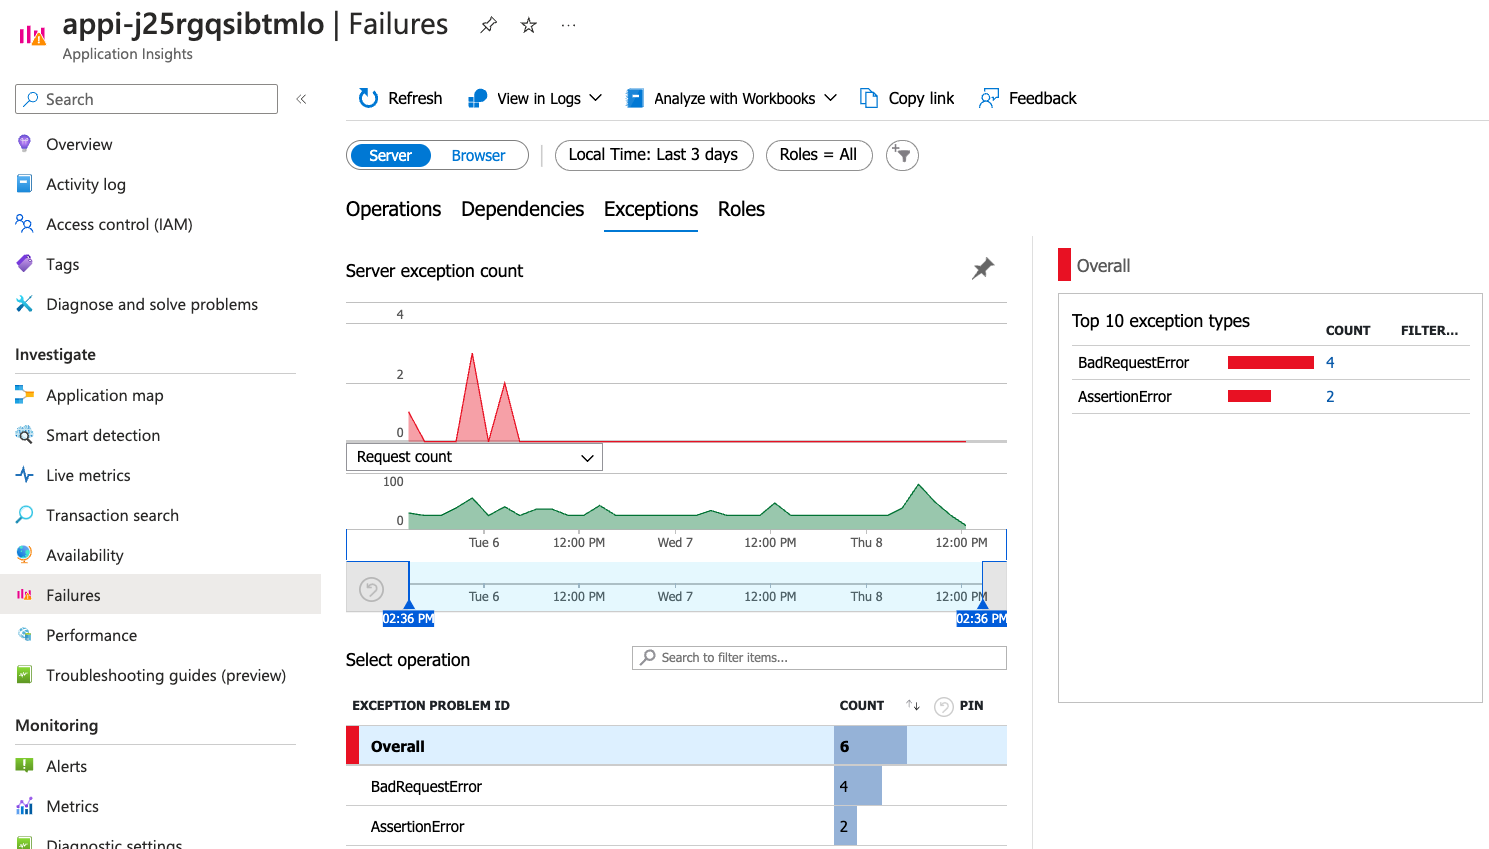 appi-j25rgqsibtmlo | Failures
Application Insights
Search
Overview
Activity log
Access control (IAM)
Tags
Diagnose and solve problems
Investigate
Application map
Smart detection
Live metrics
Transaction search
Availability
Failures
Performance
Troubleshooting guides (preview)
Monitoring
Alerts
Metrics
Diagnostic settings
Refresh View in Logs Analyze with Workbooks Copy link Feedback
Server Browser Local Time: Last 3 days Roles = All
Operations Dependencies Exceptions Roles
Server exception count
4
2
0
Request count
100
0
Tue 6 12:00 PM Wed 7 12:00 PM Thu 8 12:00 PM
Tue 6 12:00 PM Wed 7 12:00 PM Thu 8 12:00 PM
02:36 PM 02:36 PM
Select operation Search to filter items...
EXCEPTION PROBLEM ID COUNT PIN
Overall 6
BadRequestError 4
AssertionError 2
Overall
Top 10 exception types COUNT FILTER...
BadRequestError 4
AssertionError 2